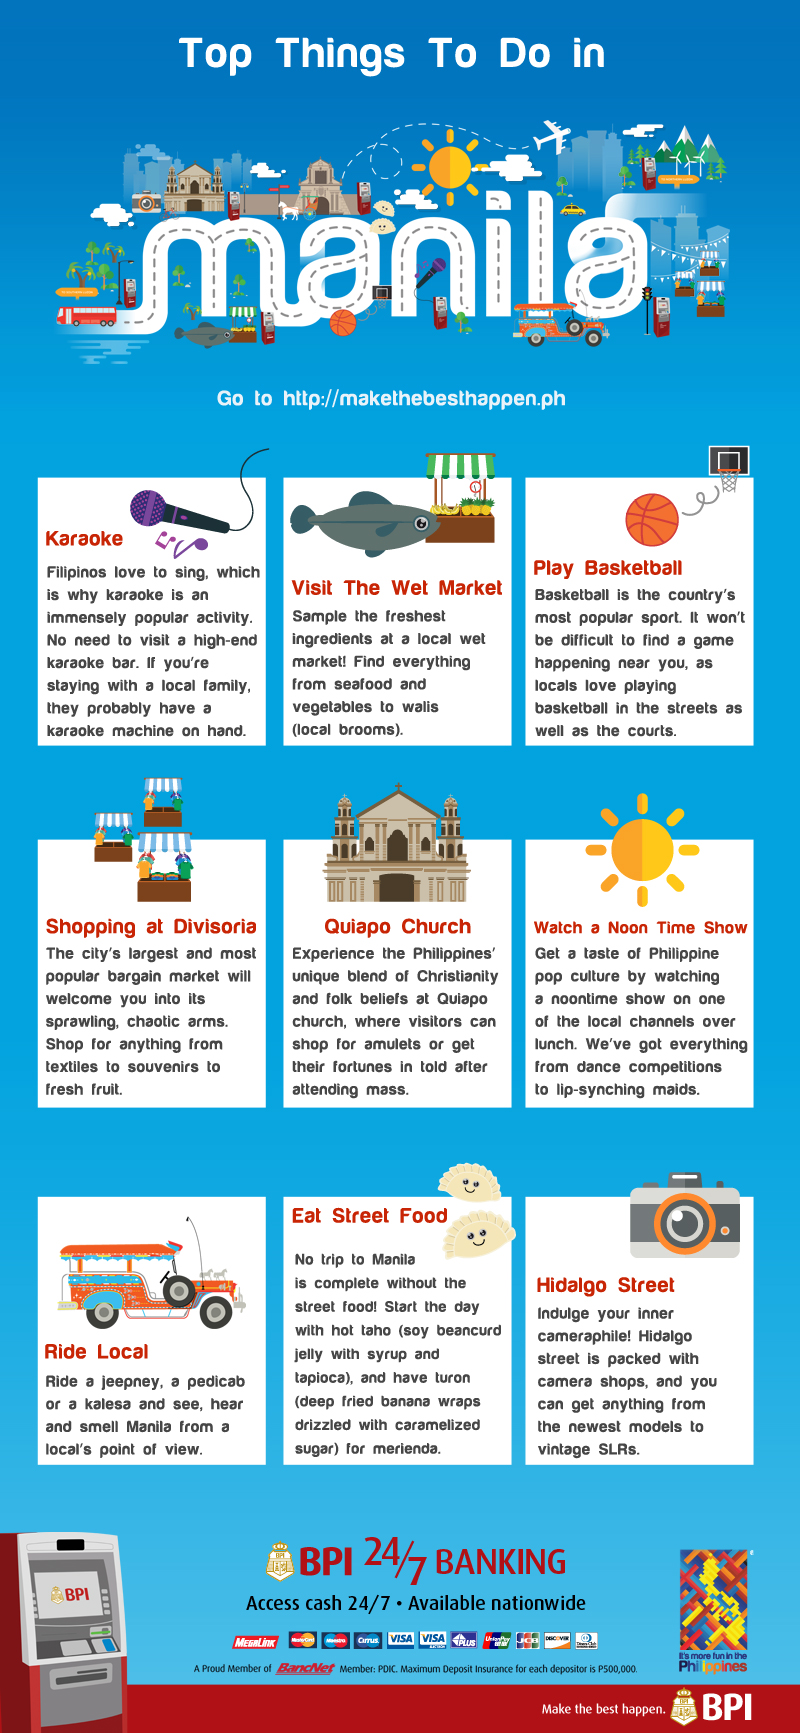 Top Things To Do in
manila
Go to http://makethebesthappen.ph
Karaoke
Filipinos love to sing, which
is why karaoke is an
immensely popular activity.
No need to visit a high-end
karaoke bar. If you're
staying with a local family,
they probably have a
karaoke machine on hand.
Visit The Wet Market
Sample the freshest
ingredients at a local wet
market! Find everything
from seafood and
vegetables to walis
(local brooms).
Play Basketball
Basketball is the country's
most popular sport. It won't
be difficult to find a game
happening near you, as
locals love playing
basketball in the streets as
well as the courts.
Shopping at Divisoria
The city's largest and most
popular bargain market will
welcome you into its
sprawling, chaotic arms.
Shop for anything from
textiles to souvenirs to
fresh fruit.
Quiapo Church
Experience the Philippines'
unique blend of Christianity
and folk beliefs at Quiapo
church, where visitors can
shop for amulets or get
their fortunes in told after
attending mass.
Watch a Noon Time Show
Get a taste of Philippine
pop culture by watching
a noontime show on one
of the local channels over
lunch. We've got everything
from dance competitions
to lip-synching maids.
Ride Local
Ride a jeepney, a pedicab
or a kalesa and see, hear
and smell Manila from a
local's point of view.
Eat Street Food
No trip to Manila
is complete without the
street food! Start the day
with hot taho (soy beancurd
jelly with syrup and
tapioca), and have turon
(deep fried banana wraps
drizzled with caramelized
sugar) for merienda.
Hidalgo Street
Indulge your inner
cameraphile! Hidalgo
street is packed with
camera shops, and you
can get anything from
the newest models to
vintage SLRs.
BPI
BPI 24/7 BANKING
Access cash 24/7 • Available nationwide
MegaLink MasterCard Maestro Cirrus VISA VISA PLUS UnionPay JCB DISCOVER Diners Club
A Proud Member of BancNet Member: PDIC. Maximum Deposit Insurance for each depositor is P500,000.
It's more fun in the
Philippines
Make the best happen. BPI